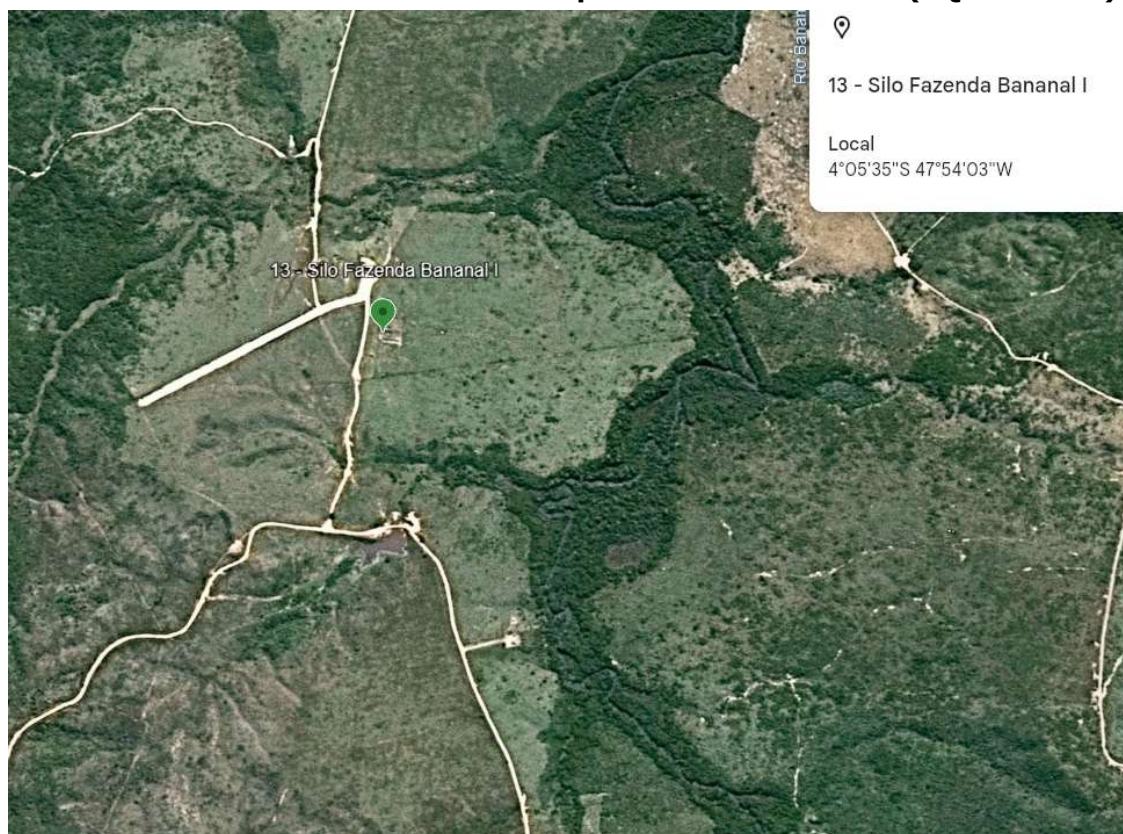 13 - Silo Fazenda Bananal I
Local
4°05'35"S 47°54'03"W
13 - Silo Fazenda Bananal I
Rio Banan